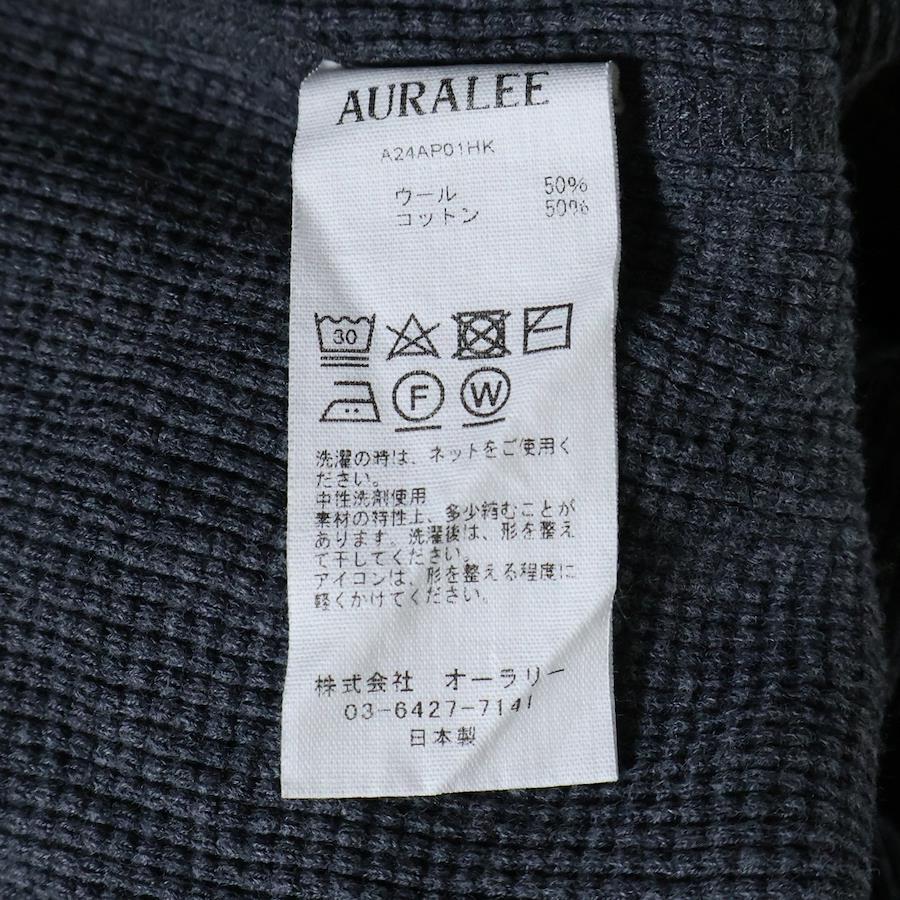 AURALEE
A24AP01HK
ウール 50%
コットン 50%
30
F W
洗濯の時は、ネットをご使用く
ださい。
中性洗剤使用
素材の特性上、多少縮むことが
あります。洗濯後は、形を整え
て干してください。
アイロンは、形を整える程度に
軽くかけてください。
株式会社 オーラリー
03-6427-7141
日本製